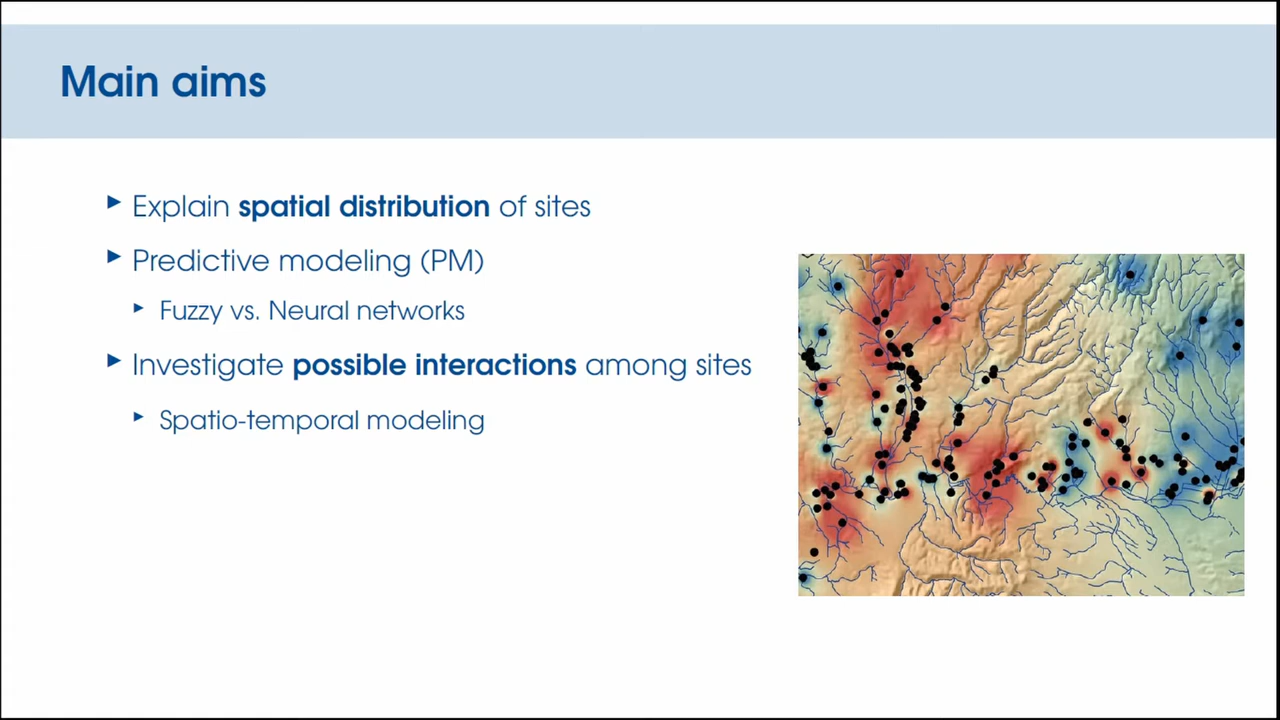 Main aims
Explain spatial distribution of sites
Predictive modeling (PM)
Fuzzy vs. Neural networks
Investigate possible interactions among sites
Spatio-temporal modeling